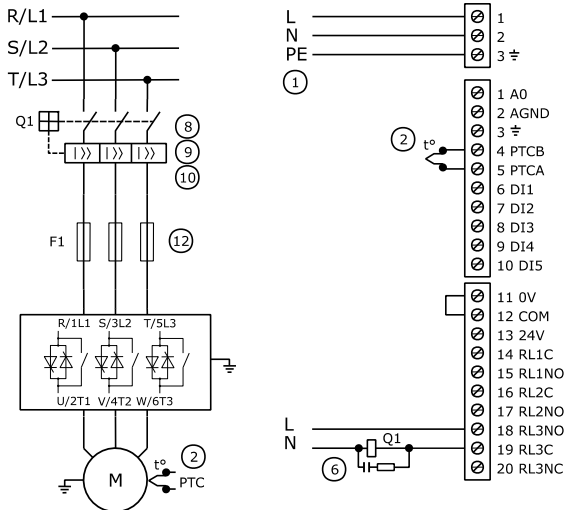 R/L1
S/L2
T/L3
Q1
8
9
10
I >>
I >>
I >>
F1
12
R/1L1 S/3L2 T/5L3
U/2T1 V/4T2 W/6T3
M
t°
2
PTC
L
N
PE
1
1
2
3
2
t°
1 A0
2 AGND
3
4 PTCB
5 PTCA
6 DI1
7 DI2
8 DI3
9 DI4
10 DI5
11 0V
12 COM
13 24V
14 RL1C
15 RL1NO
16 RL2C
17 RL2NO
18 RL3NO
19 RL3C
20 RL3NC
L
N
Q1
6